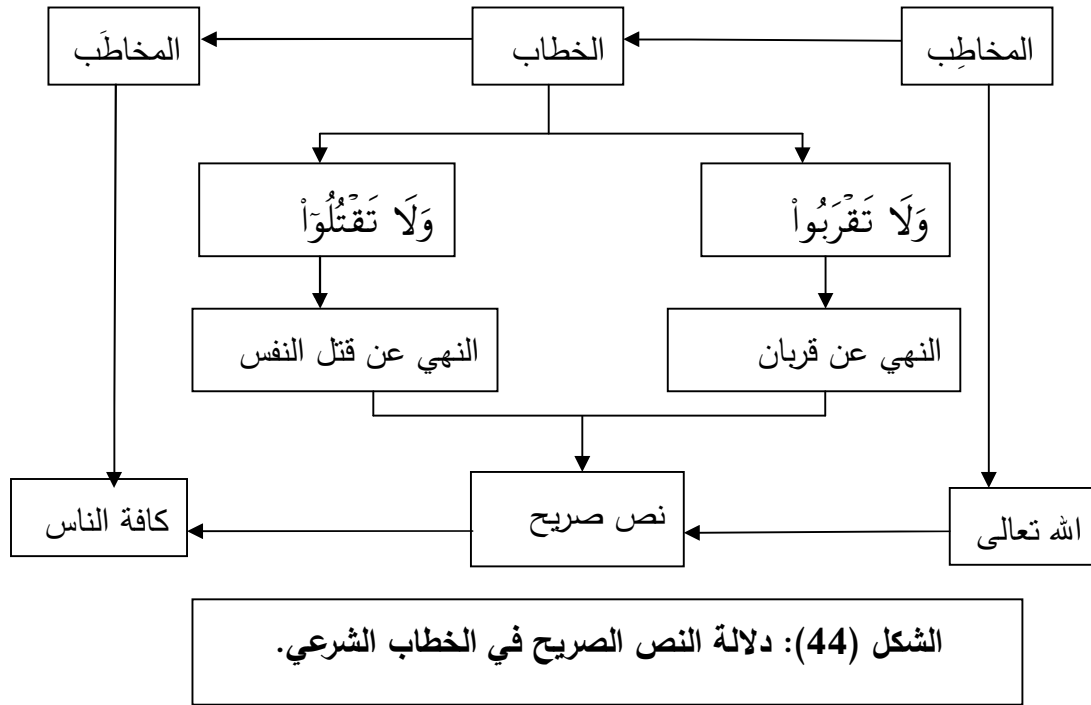 المخاطِب
الخطاب
المخاطَب
وَلَا تَقْرَبُوا۟
وَلَا تَقْتُلُوٓا۟
النهي عن قربان
النهي عن قتل النفس
الله تعالى
نص صريح
كافة الناس
الشكل (44): دلالة النص الصريح في الخطاب الشرعي.